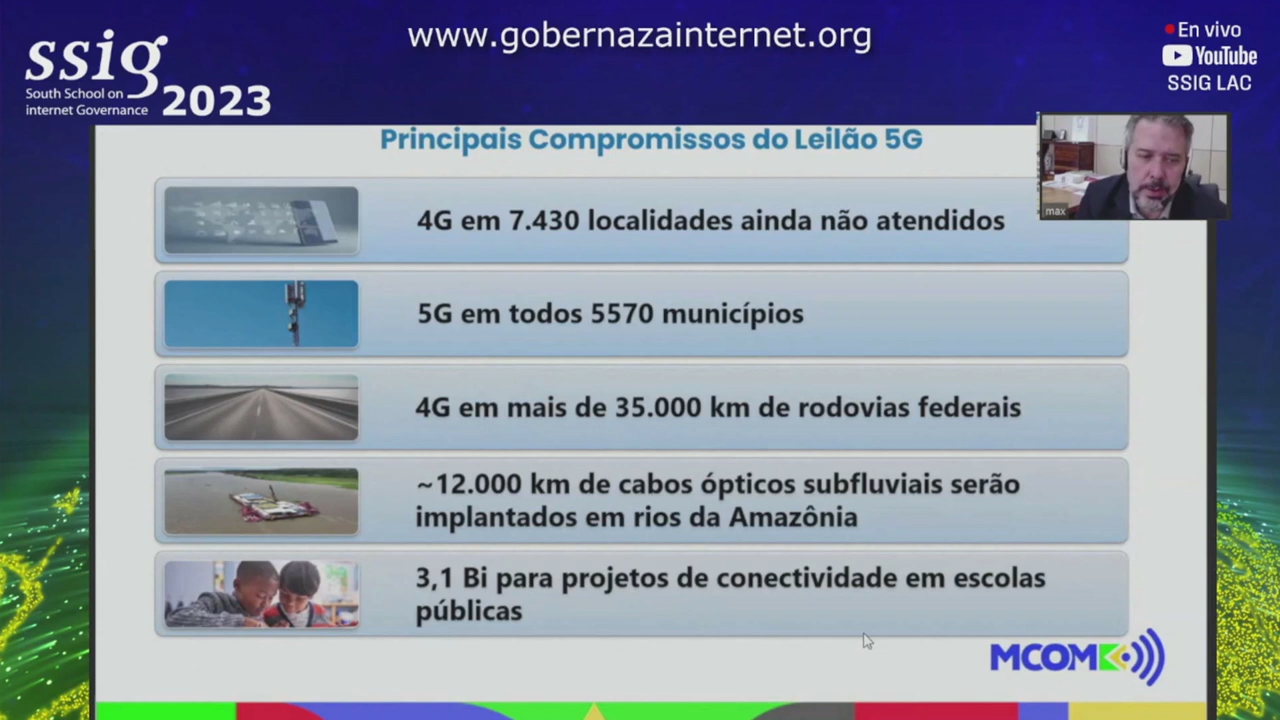 www.gobernazainternet.org
ssig
South School on
internet Governance
2023
En vivo
YouTube
SSIG LAC
Principais Compromissos do Leilão 5G
max
4G em 7.430 localidades ainda não atendidos
5G em todos 5570 municípios
4G em mais de 35.000 km de rodovias federais
~12.000 km de cabos ópticos subfluviais serão
implantados em rios da Amazônia
3,1 Bi para projetos de conectividade em escolas
públicas
MCOM